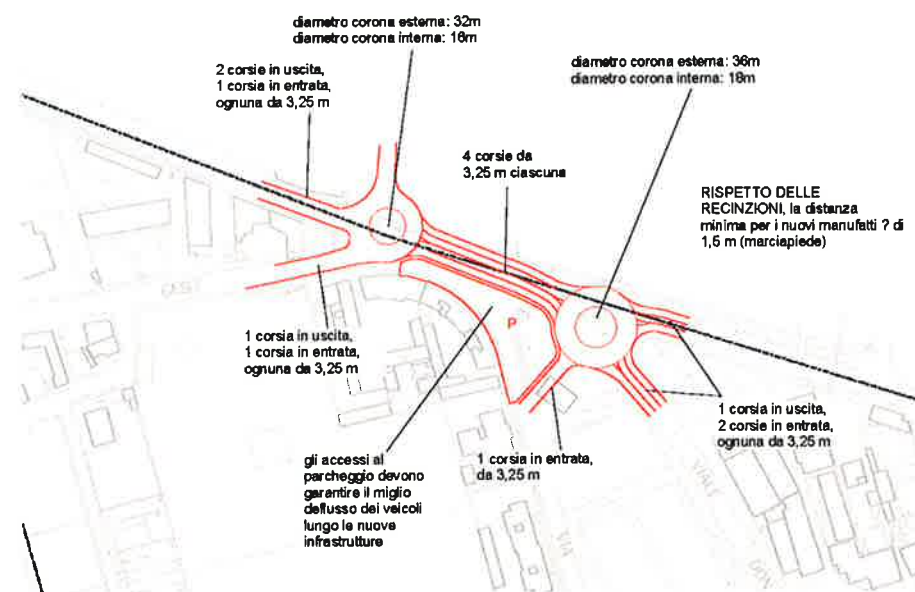 diametro corona esterna: 32m
diametro corona interna: 16m
diametro corona esterna: 36m
diametro corona interna: 18m
2 corsie in uscita,
1 corsia in entrata,
ognuna da 3,25 m
4 corsie da
3,25 m ciascuna
RISPETTO DELLE
RECINZIONI, la distanza
minima per i nuovi manufatti ? di
1,5 m (marciapiede)
P
1 corsia in uscita,
1 corsia in entrata,
ognuna da 3,25 m
1 corsia in uscita,
2 corsie in entrata,
ognuna da 3,25 m
gli accessi al
parcheggio devono
garantire il miglio
deflusso dei veicoli
lungo le nuove
infrastrutture
1 corsia in entrata,
da 3,25 m
VIALE
VIA